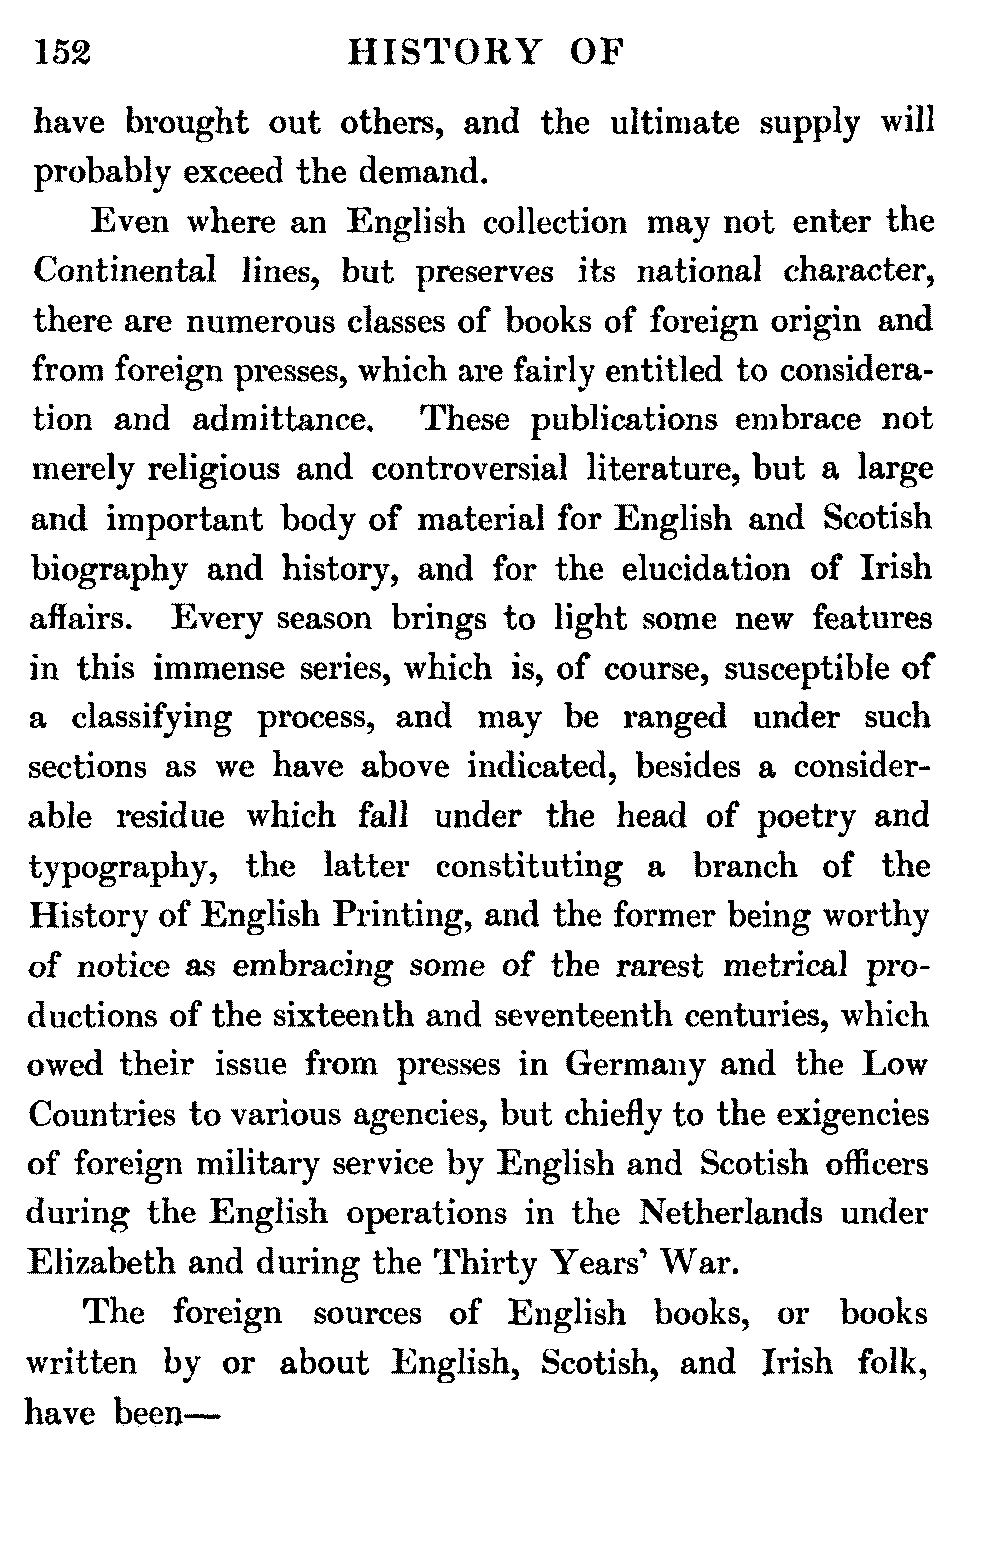 152 HISTORY OF
have brought out others, and the ultimate supply will
probably exceed the demand.
Even where an English collection may not enter the
Continental lines, but preserves its national character,
there are numerous classes of books of foreign origin and
from foreign presses, which are fairly entitled to considera-
tion and admittance. These publications embrace not
merely religious and controversial literature, but a large
and important body of material for English and Scotish
biography and history, and for the elucidation of Irish
affairs. Every season brings to light some new features
in this immense series, which is, of course, susceptible of
a classifying process, and may be ranged under such
sections as we have above indicated, besides a consider-
able residue which fall under the head of poetry and
typography, the latter constituting a branch of the
History of English Printing, and the former being worthy
of notice as embracing some of the rarest metrical pro-
ductions of the sixteenth and seventeenth centuries, which
owed their issue from presses in Germany and the Low
Countries to various agencies, but chiefly to the exigencies
of foreign military service by English and Scotish officers
during the English operations in the Netherlands under
Elizabeth and during the Thirty Years' War.
The foreign sources of English books, or books
written by or about English, Scotish, and Irish folk,
have been—